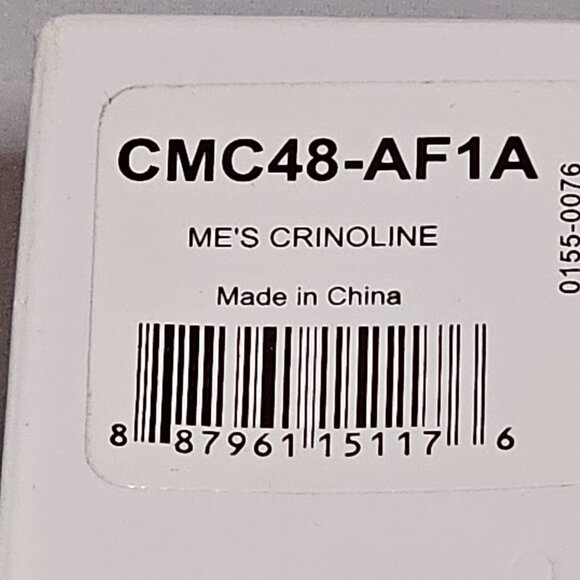 CMC48-AF1A
ME'S CRINOLINE
Made in China
8 87961 15117 6
0155-0076